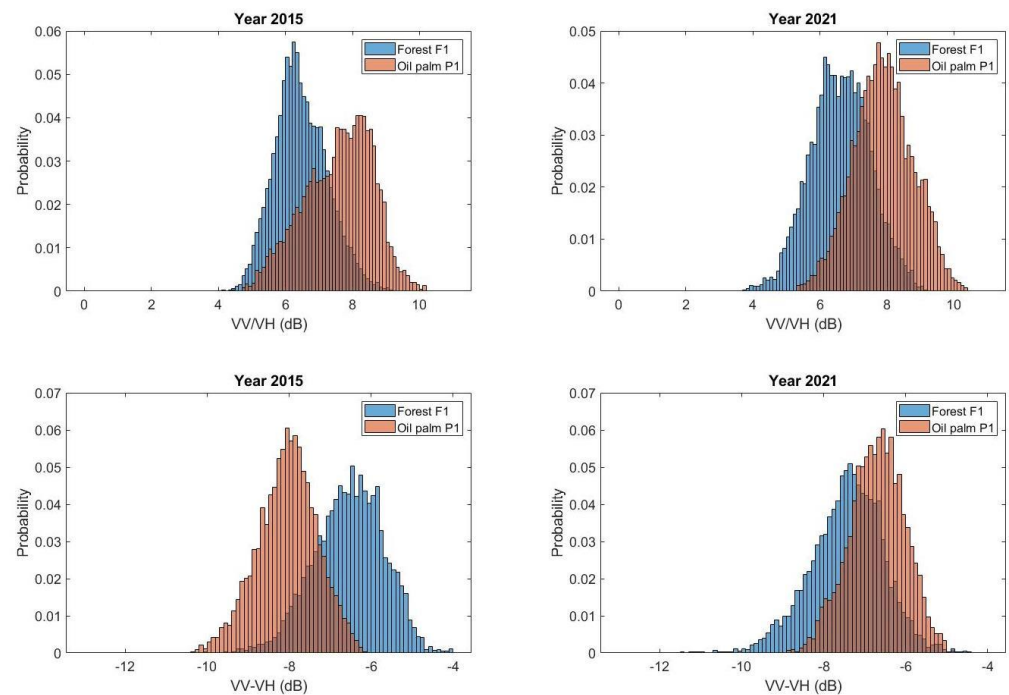 Year 2015
0.06
0.05
0.04
0.03
0.02
0.01
0
Probability
0 2 4 6 8 10
VV/VH (dB)
Forest F1
Oil palm P1
Year 2021
0.05
0.04
0.03
0.02
0.01
0
Probability
0 2 4 6 8 10
VV/VH (dB)
Forest F1
Oil palm P1
Year 2015
0.07
0.06
0.05
0.04
0.03
0.02
0.01
0
Probability
-12 -10 -8 -6 -4
VV-VH (dB)
Forest F1
Oil palm P1
Year 2021
0.07
0.06
0.05
0.04
0.03
0.02
0.01
0
Probability
-12 -10 -8 -6 -4
VV-VH (dB)
Forest F1
Oil palm P1